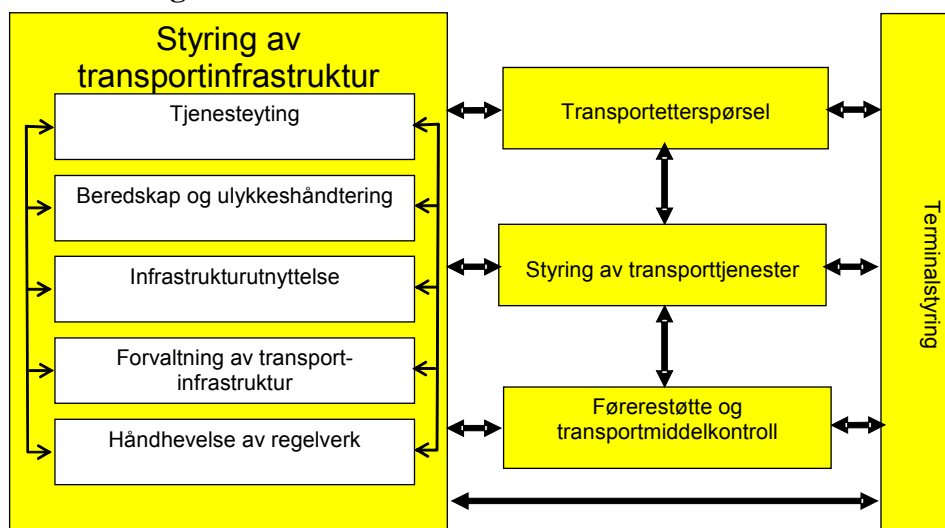 Styring av
transportinfrastruktur
Tjenesteyting
Beredskap og ulykkeshåndtering
Infrastrukturutnyttelse
Forvaltning av transport-
infrastruktur
Håndhevelse av regelverk
Transportetterspørsel
Styring av transporttjenester
Førerestøtte og
transportmiddelkontroll
Terminalstyring